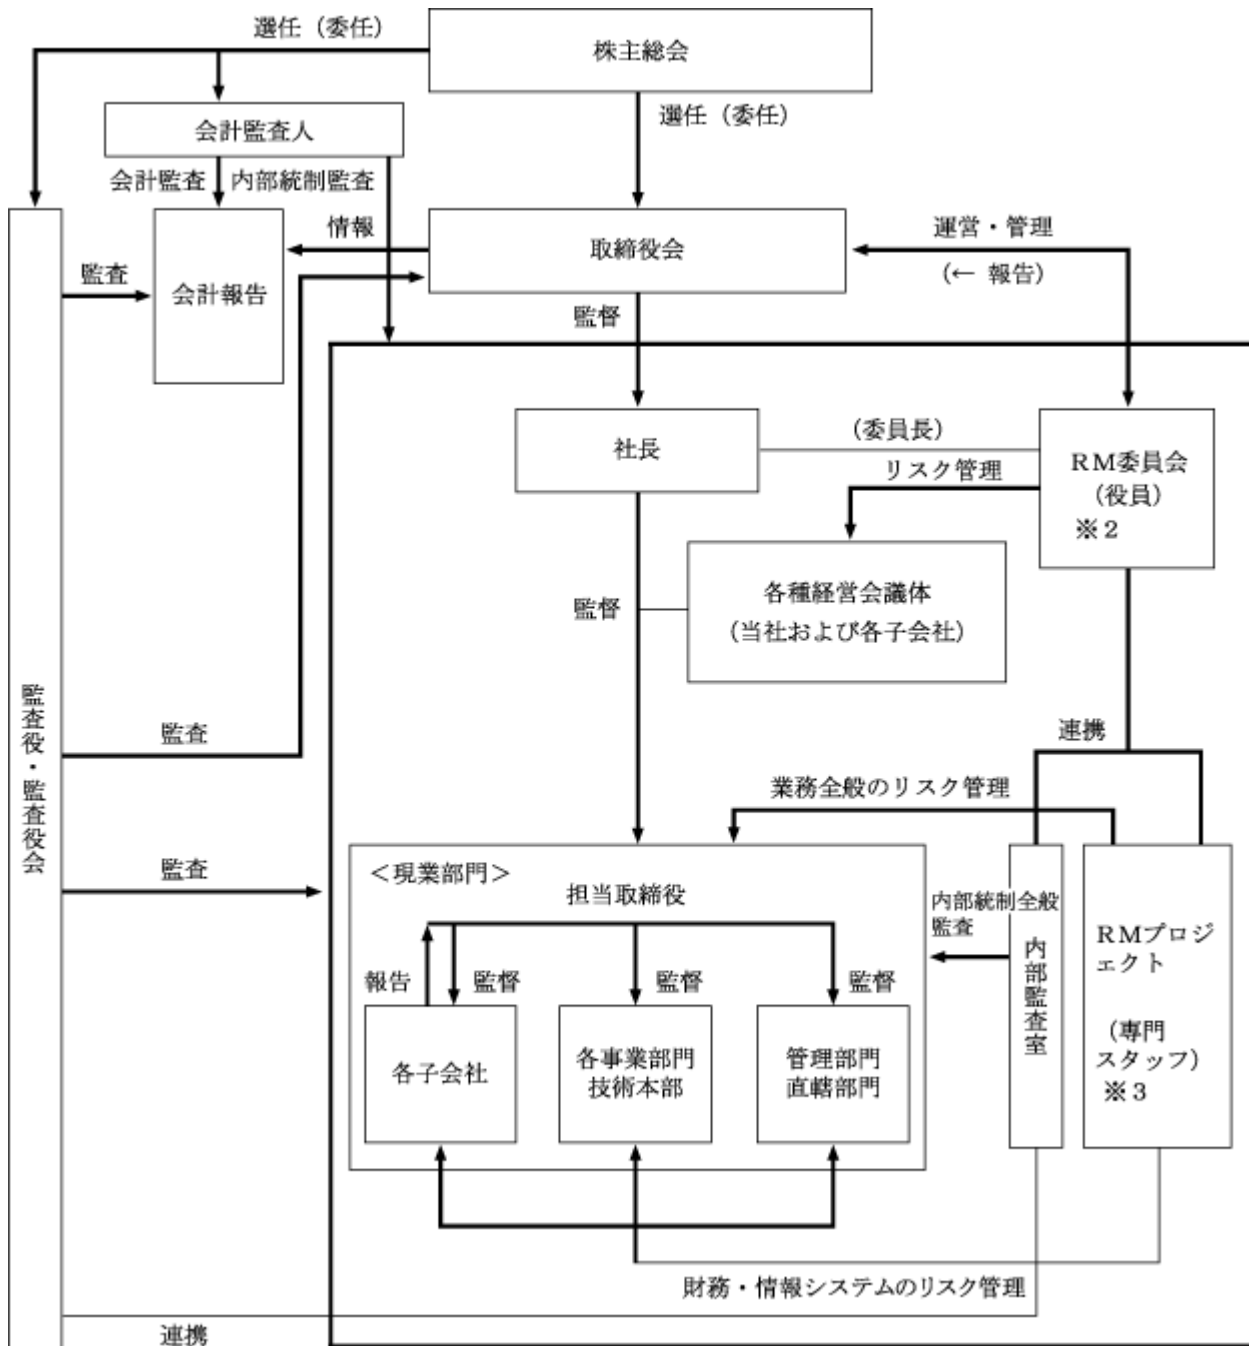 選任（委任）
株主総会
選任（委任）
会計監査人
会計監査
内部統制監査
情報
取締役会
運営・管理
（← 報告）
監査
会計報告
監督
社長
（委員長）
リスク管理
ＲＭ委員会
（役員）
※２
各種経営会議体
（当社および各子会社）
監督
監査役・監査役会
監査
連携
業務全般のリスク管理
監査
＜現業部門＞
担当取締役
内部統制全般
監査
報告
監督
監督
監督
内部監査室
ＲＭプロジ
ェクト
（専門
スタッフ）
※３
各子会社
各事業部門
技術本部
管理部門
直轄部門
財務・情報システムのリスク管理
連携